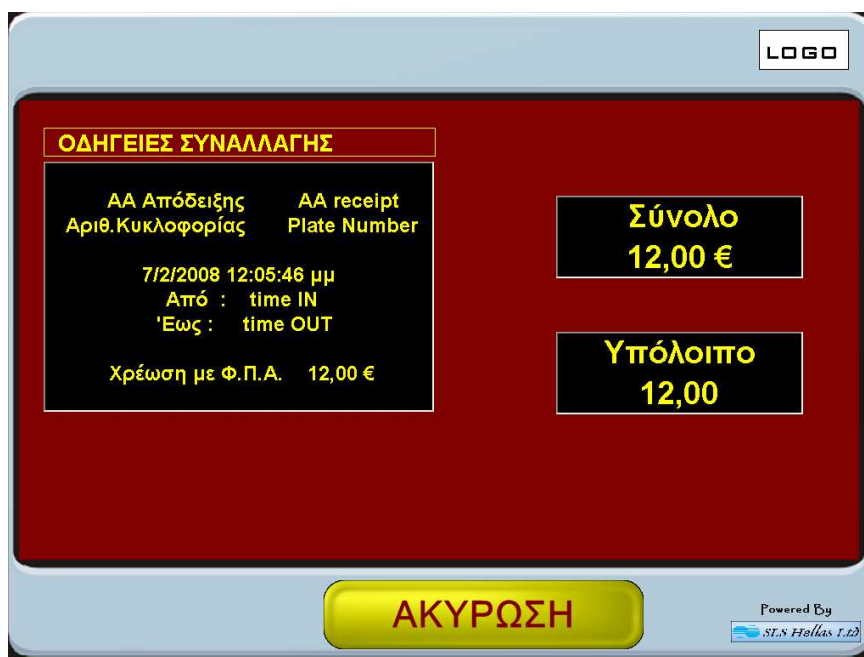 LOGO
ΟΔΗΓΕΙΕΣ ΣΥΝΑΛΛΑΓΗΣ
ΑΑ Απόδειξης AA receipt
Αριθ.Κυκλοφορίας Plate Number
7/2/2008 12:05:46 μμ
Από : time IN
'Εως : time OUT
Χρέωση με Φ.Π.Α. 12,00 €
Σύνολο
12,00 €
Υπόλοιπο
12,00
ΑΚΥΡΩΣΗ
Powered By
SLS Hellas Ltd